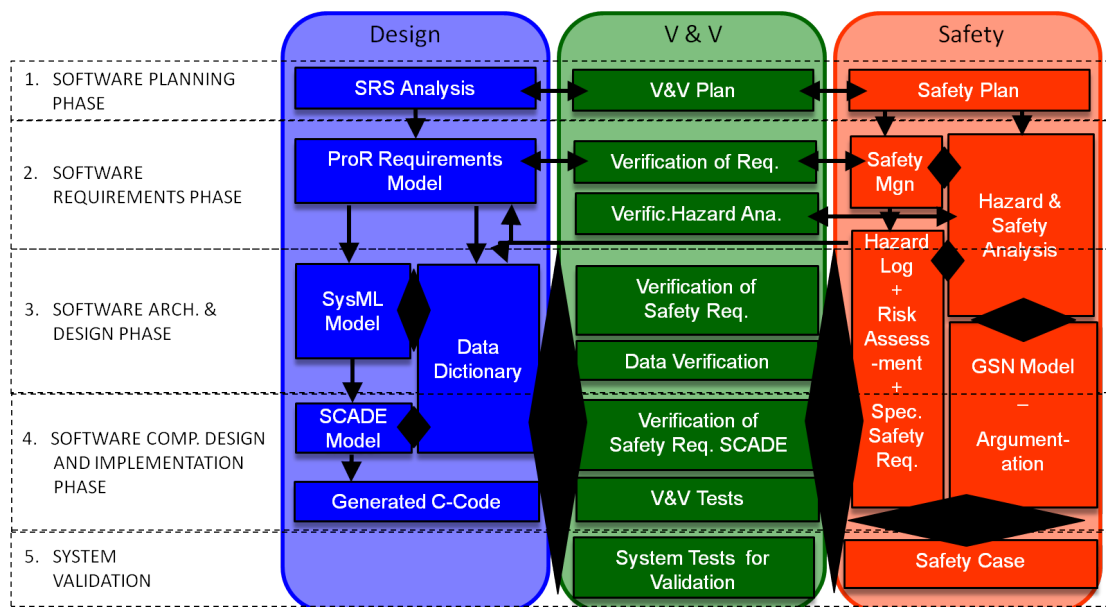 Design
V & V
Safety
1. SOFTWARE PLANNING
PHASE
SRS Analysis
V&V Plan
Safety Plan
2. SOFTWARE
REQUIREMENTS PHASE
ProR Requirements
Model
Verification of Req.
Verific.Hazard Ana.
Safety
Mgn
Hazard &
Safety
Analysis
3. SOFTWARE ARCH. &
DESIGN PHASE
SysML
Model
Data
Dictionary
Verification of
Safety Req.
Data Verification
Hazard
Log
+
Risk
Assess
-ment
+
Spec.
Safety
Req.
GSN Model
–
Argument-
ation
4. SOFTWARE COMP. DESIGN
AND IMPLEMENTATION
PHASE
SCADE
Model
Generated C-Code
Verification of
Safety Req. SCADE
V&V Tests
5. SYSTEM
VALIDATION
System Tests for
Validation
Safety Case